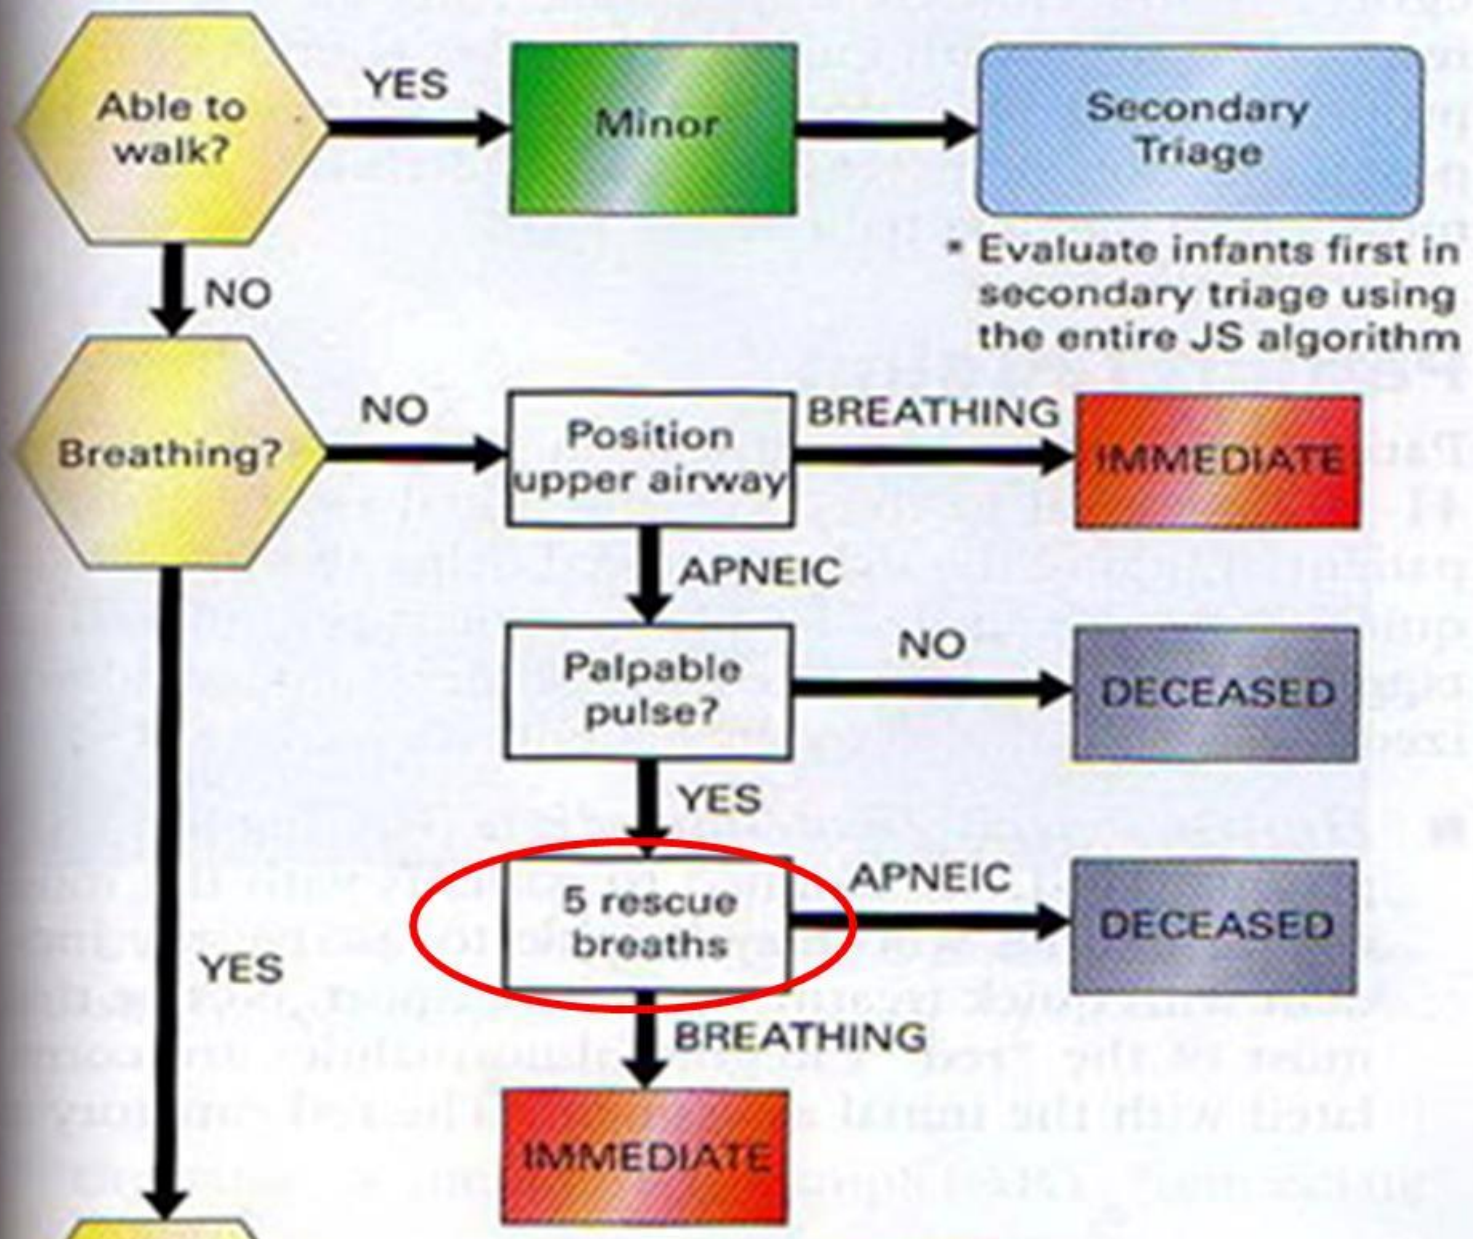 Able to
walk?
YES
Minor
Secondary
Triage
* Evaluate infants first in
secondary triage using
the entire JS algorithm
NO
Breathing?
NO
Position
upper airway
BREATHING
IMMEDIATE
APNEIC
Palpable
pulse?
NO
DECEASED
YES
5 rescue
breaths
APNEIC
DECEASED
YES
BREATHING
IMMEDIATE